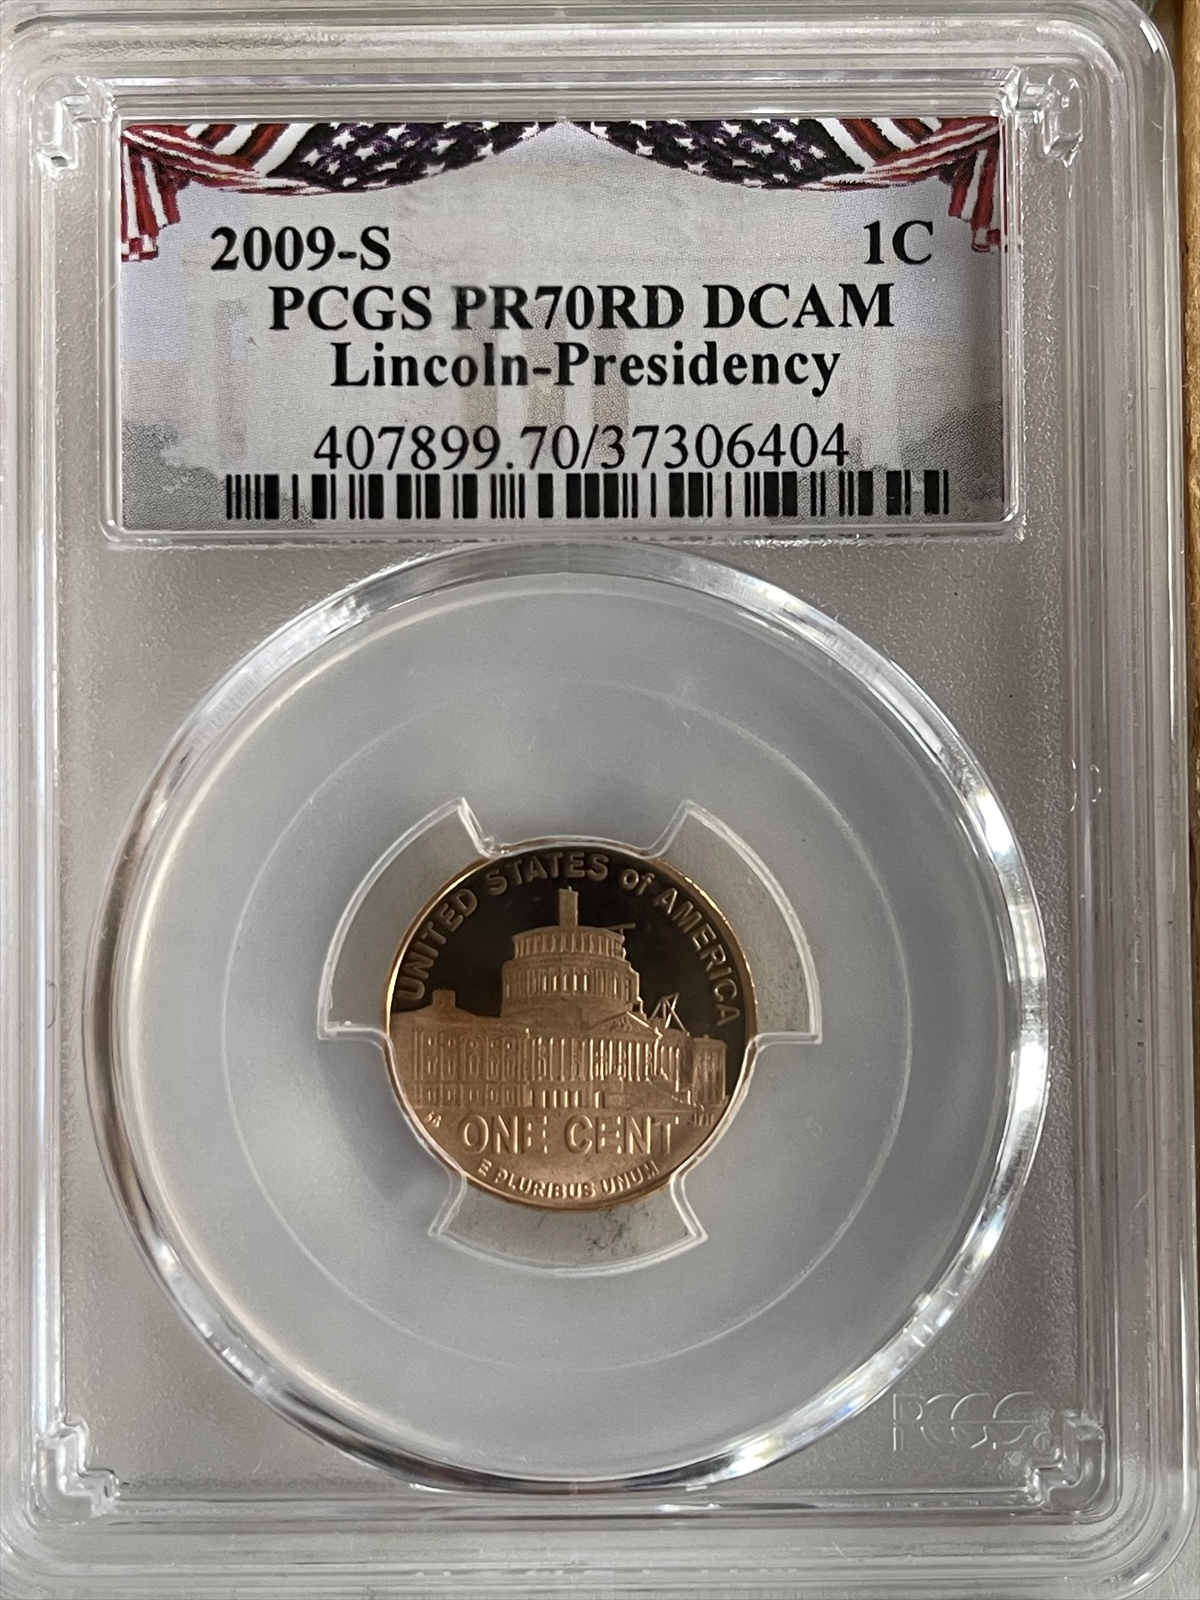 2009-S 1C
PCGS PR70RD DCAM
Lincoln-Presidency
407899.70/37306404
UNITED STATES of AMERICA
ONE CENT
E PLURIBUS UNUM
PCGS